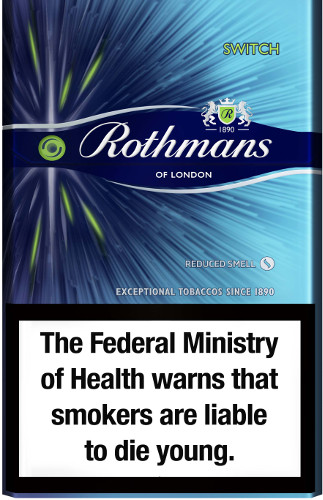 SWITCH
R
1890
Rothmans
OF LONDON
REDUCED SMELL
EXCEPTIONAL TOBACCOS SINCE 1890
The Federal Ministry
of Health warns that
smokers are liable
to die young.